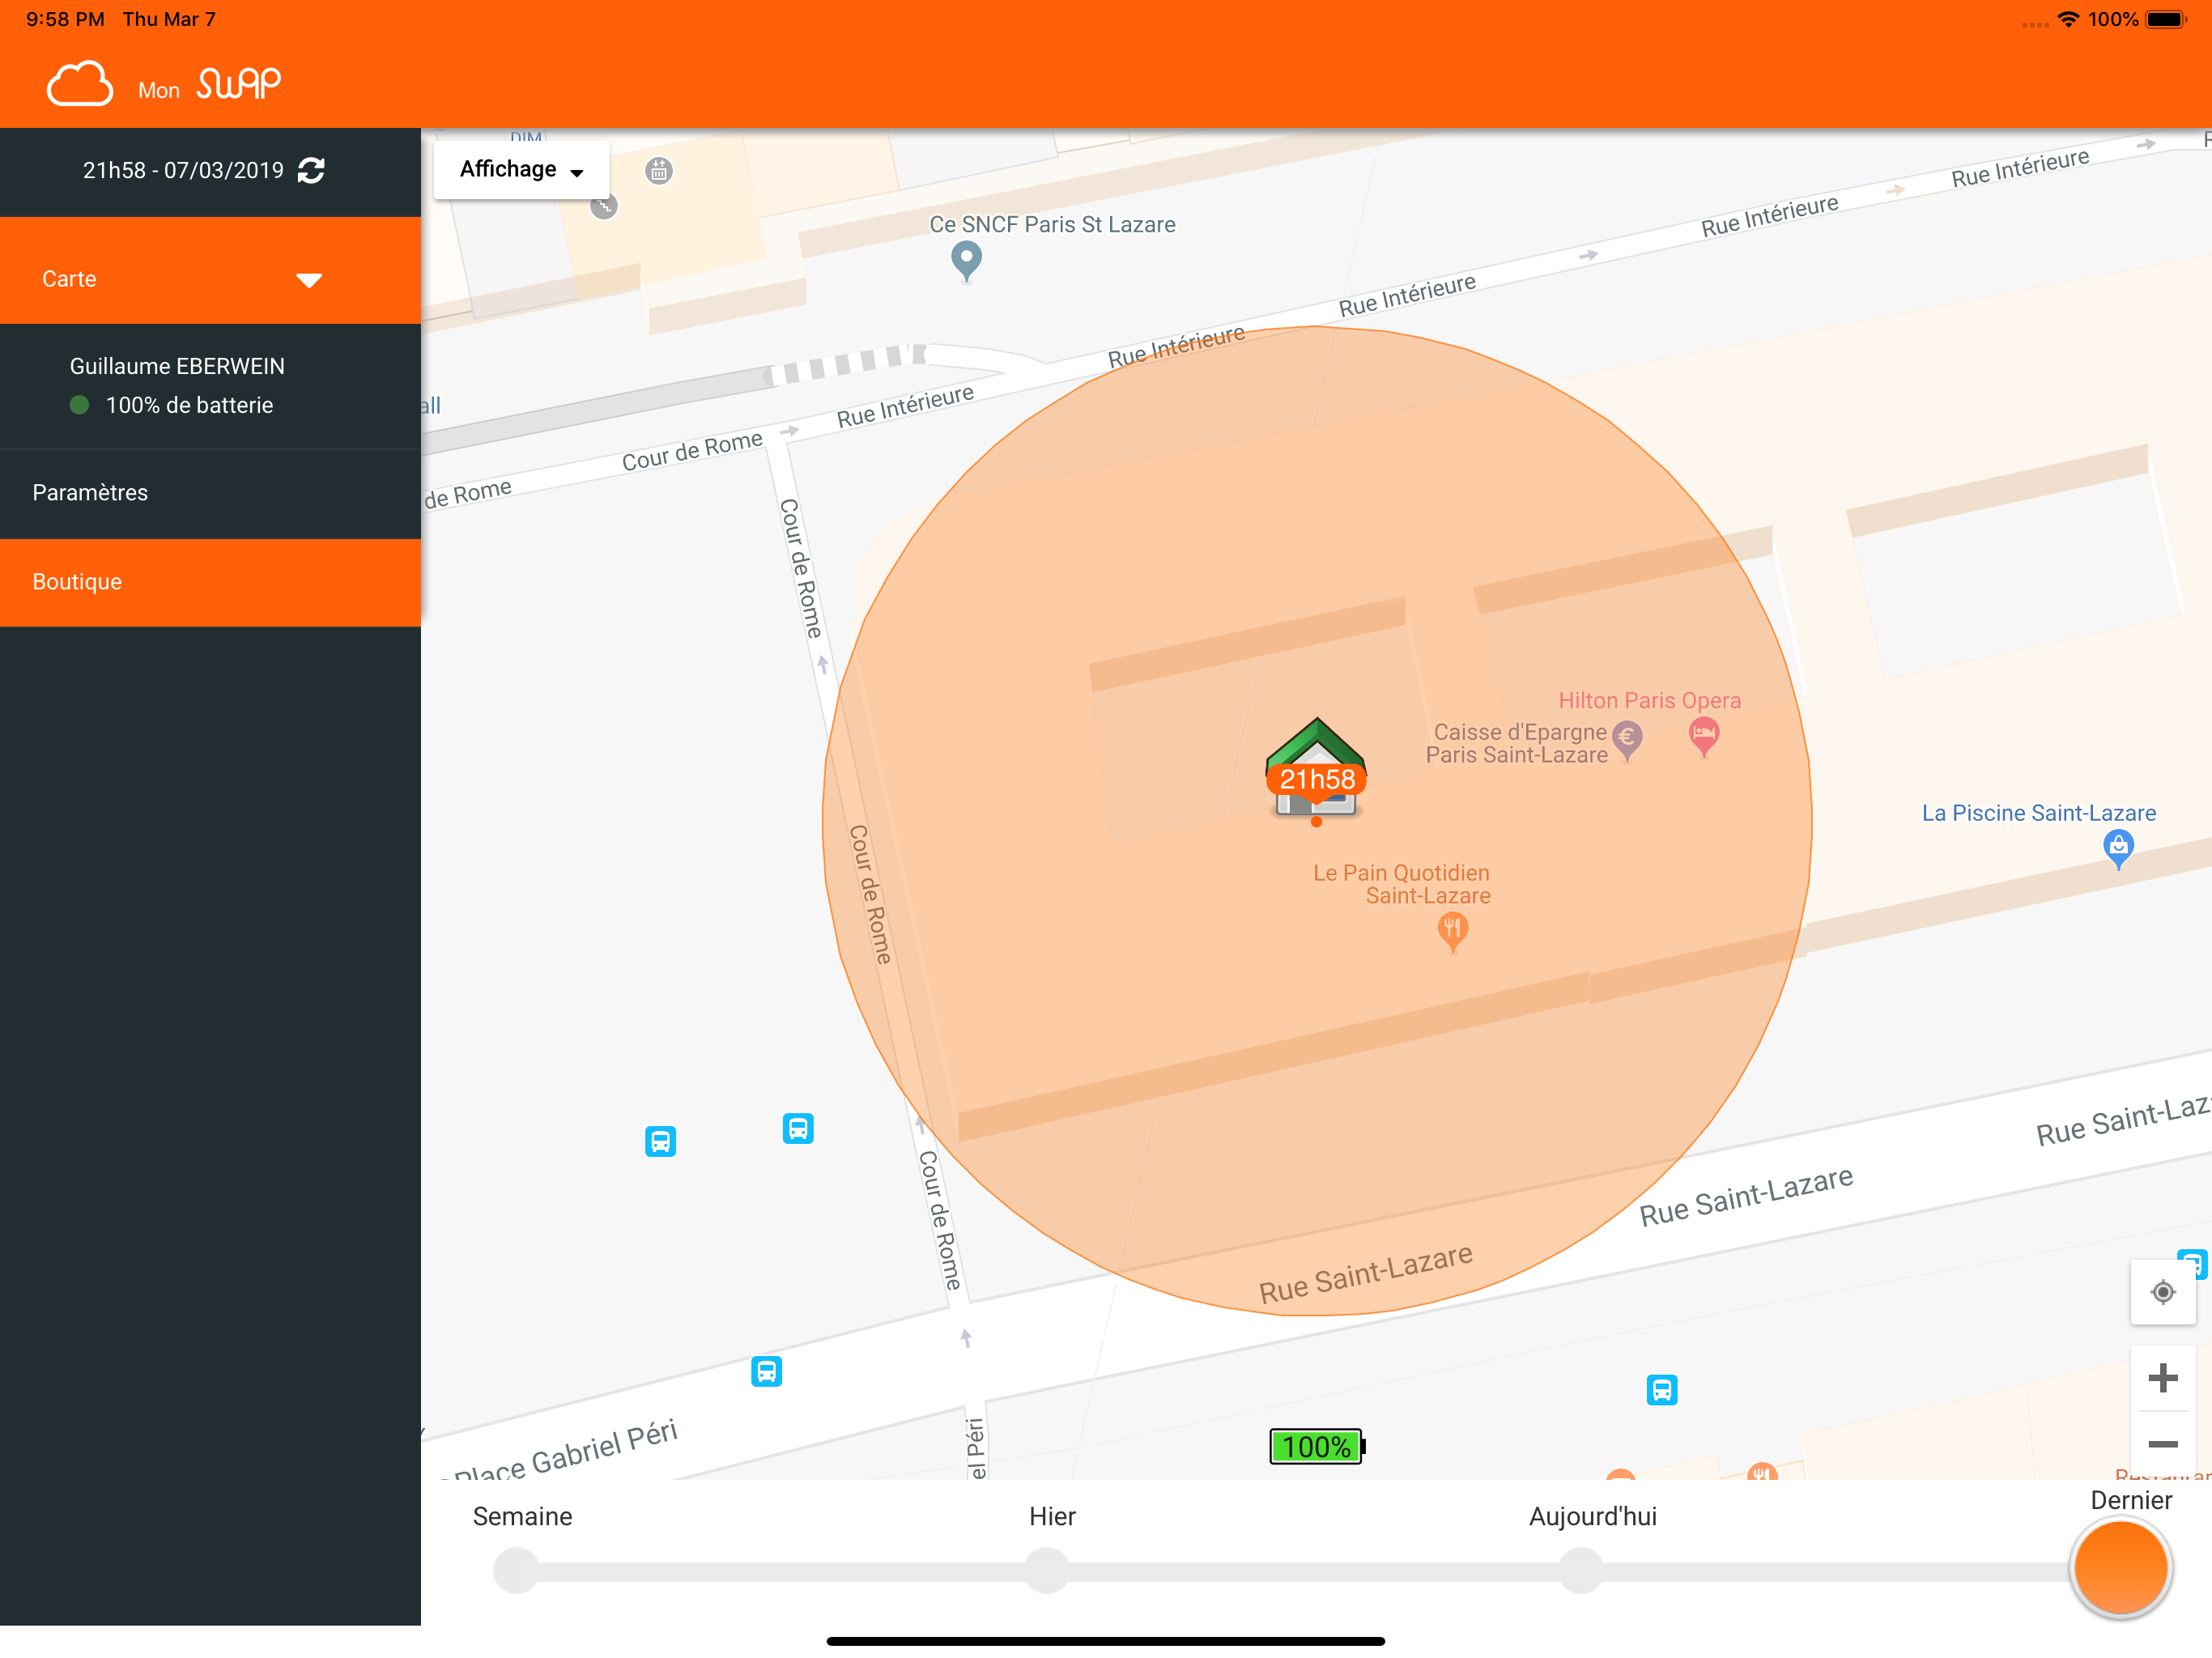 9:58 PM Thu Mar 7
100%
Mon swap
21h58 - 07/03/2019
Carte
Guillaume EBERWEIN
100% de batterie
Paramètres
Boutique
DIM
Affichage
Ce SNCF Paris St Lazare
Rue Intérieure
Rue Intérieure
Rue Intérieure
Rue Intérieure
Rue Intérieure
all
Cour de Rome
de Rome
Cour de Rome
Hilton Paris Opera
Caisse d'Epargne
Paris Saint-Lazare
21h58
La Piscine Saint-Lazare
Cour de Rome
Le Pain Quotidien
Saint-Lazare
Rue Saint-Laz
Cour de Rome
Rue Saint-Lazare
Rue Saint-Lazare
Place Gabriel Péri
el Péri
100%
Dernier
Semaine
Hier
Aujourd'hui